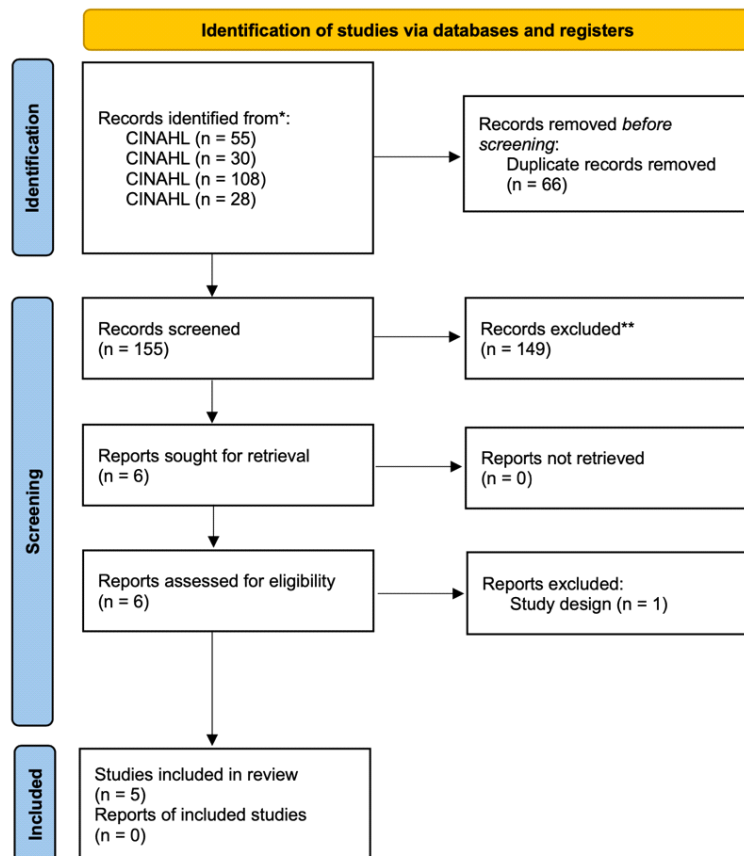 Identification of studies via databases and registers
Identification
Records identified from*:
CINAHL (n = 55)
CINAHL (n = 30)
CINAHL (n = 108)
CINAHL (n = 28)
Records removed before
screening:
Duplicate records removed
(n = 66)
Screening
Records screened
(n = 155)
Records excluded**
(n = 149)
Reports sought for retrieval
(n = 6)
Reports not retrieved
(n = 0)
Reports assessed for eligibility
(n = 6)
Reports excluded:
Study design (n = 1)
Included
Studies included in review
(n = 5)
Reports of included studies
(n = 0)